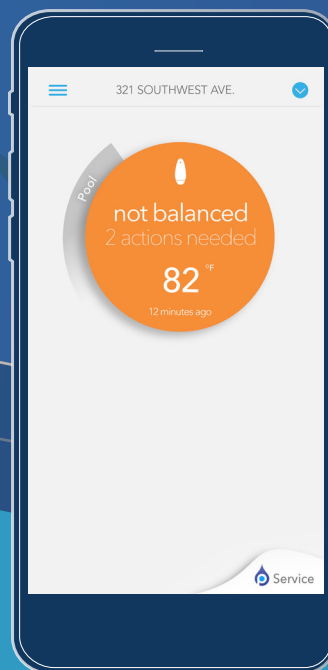 321 SOUTHWEST AVE.
Pool
not balanced
2 actions needed
82 °F
12 minutes ago
Service